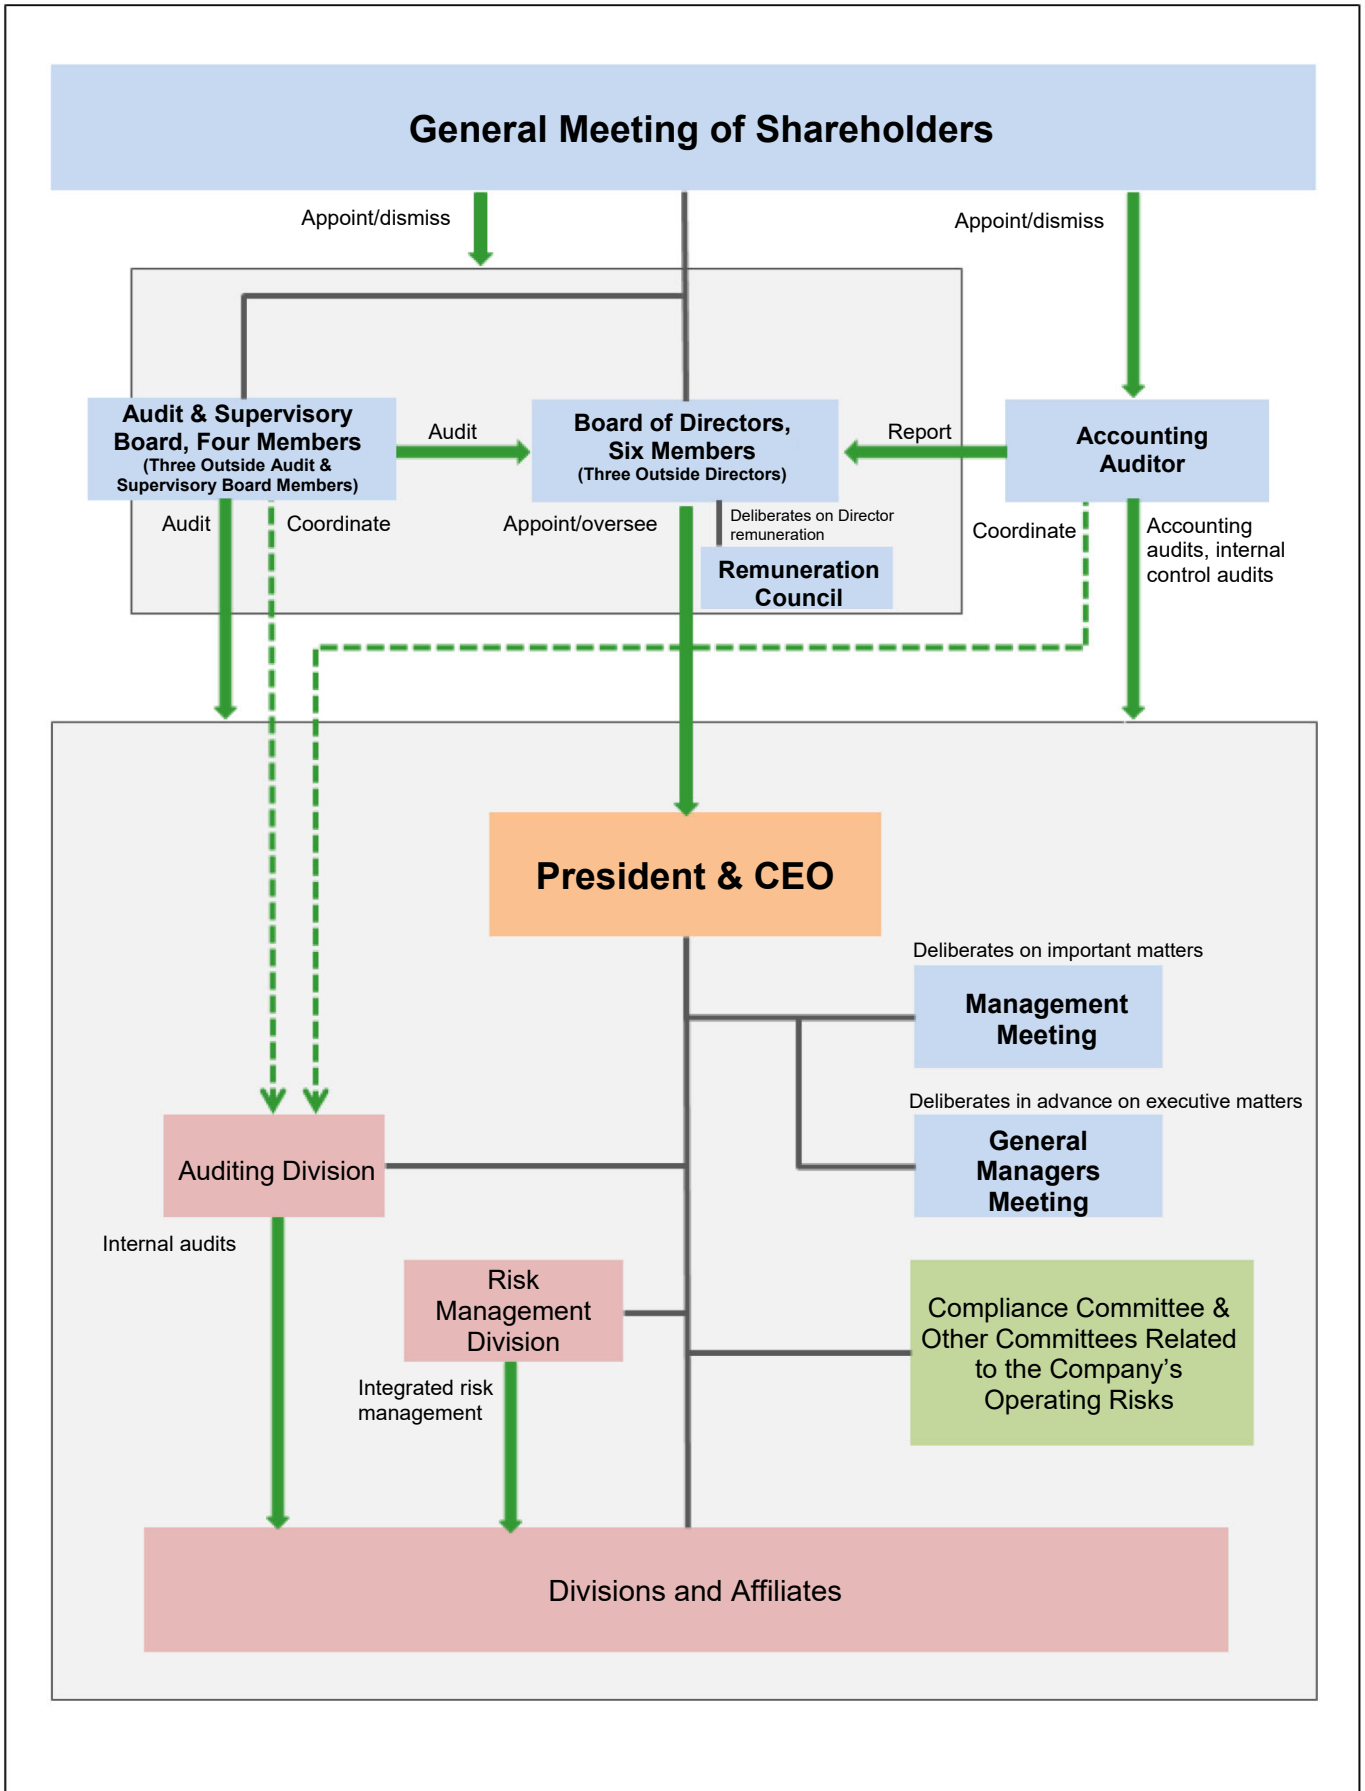 General Meeting of Shareholders
Appoint/dismiss
Appoint/dismiss
Audit & Supervisory
Board, Four Members
(Three Outside Audit &
Supervisory Board Members)
Audit
Board of Directors,
Six Members
(Three Outside Directors)
Report
Accounting
Auditor
Audit
Coordinate
Appoint/oversee
Deliberates on Director
remuneration
Remuneration
Council
Coordinate
Accounting
audits, internal
control audits
President & CEO
Deliberates on important matters
Management
Meeting
Deliberates in advance on executive matters
General
Managers
Meeting
Auditing Division
Internal audits
Risk
Management
Division
Integrated risk
management
Compliance Committee &
Other Committees Related
to the Company’s
Operating Risks
Divisions and Affiliates